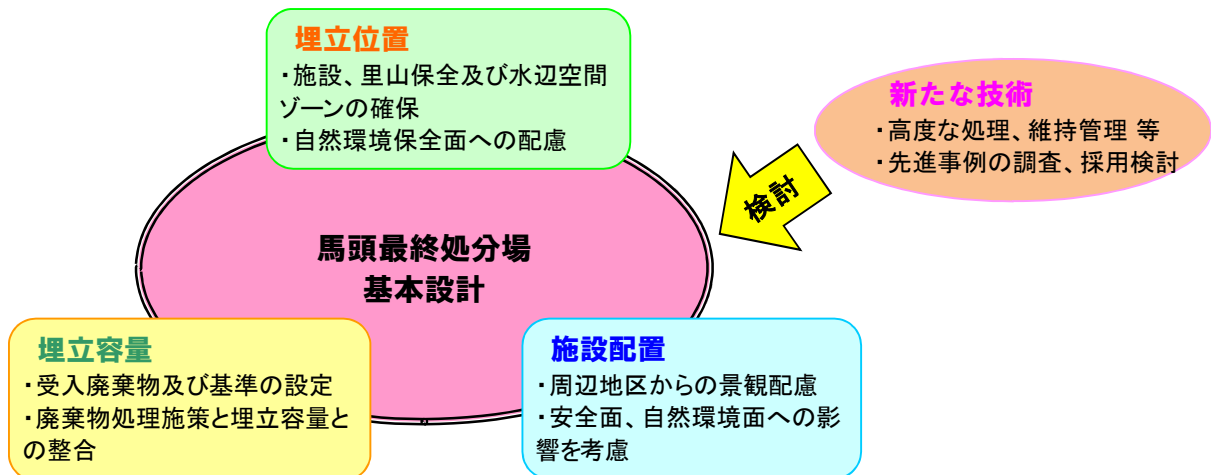 埋立位置
・施設、里山保全及び水辺空間
ゾーンの確保
・自然環境保全面への配慮
新たな技術
・高度な処理、維持管理 等
・先進事例の調査、採用検討
検討
馬頭最終処分場
基本設計
埋立容量
・受入廃棄物及び基準の設定
・廃棄物処理施策と埋立容量と
の整合
施設配置
・周辺地区からの景観配慮
・安全面、自然環境面への影
響を考慮